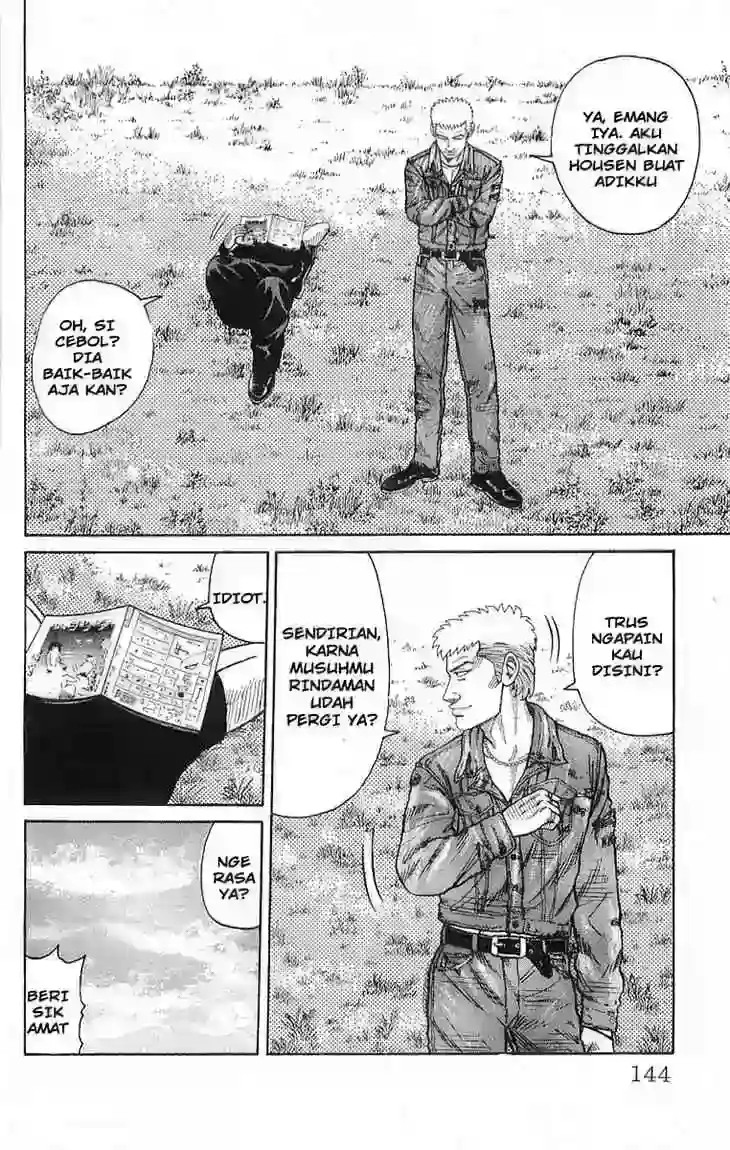 YA, EMANG
IYA. AKU
TINGGALKAN
HOUSEN BUAT
ADIKKU
OH, SI
CEBOL?
DIA
BAIK-BAIK
AJA KAN?
TRUS
NGAPAIN
KAU
DISINI?
SENDIRIAN,
KARNA
MUSUHMU
RINDAMAN
UDAH
PERGI YA?
IDIOT.
NGE
RASA
YA?
BERI
SIK
AMAT
144